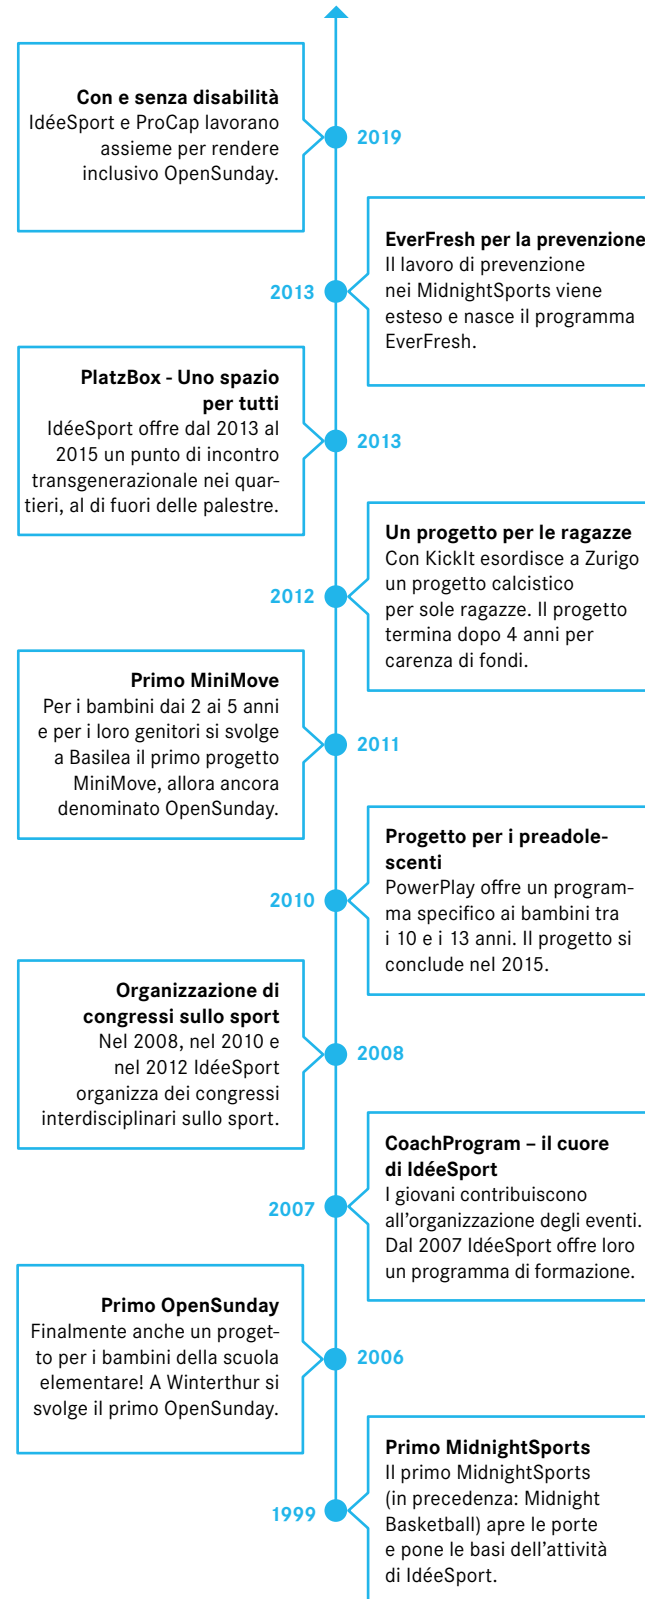 Con e senza disabilità
IdéeSport e ProCap lavorano
assieme per rendere
inclusivo OpenSunday.
2019
EverFresh per la prevenzione
Il lavoro di prevenzione
nei MidnightSports viene
esteso e nasce il programma
EverFresh.
2013
PlatzBox - Uno spazio
per tutti
IdéeSport offre dal 2013 al
2015 un punto di incontro
transgenerazionale nei quar-
tieri, al di fuori delle palestre.
2013
Un progetto per le ragazze
Con KickIt esordisce a Zurigo
un progetto calcistico
per sole ragazze. Il progetto
termina dopo 4 anni per
carenza di fondi.
2012
Primo MiniMove
Per i bambini dai 2 ai 5 anni
e per i loro genitori si svolge
a Basilea il primo progetto
MiniMove, allora ancora
denominato OpenSunday.
2011
Progetto per i preadole-
scenti
PowerPlay offre un program-
ma specifico ai bambini tra
i 10 e i 13 anni. Il progetto si
conclude nel 2015.
2010
Organizzazione di
congressi sullo sport
Nel 2008, nel 2010 e
nel 2012 IdéeSport
organizza dei congressi
interdisciplinari sullo sport.
2008
CoachProgram – il cuore
di IdéeSport
I giovani contribuiscono
all’organizzazione degli eventi.
Dal 2007 IdéeSport offre loro
un programma di formazione.
2007
Primo OpenSunday
Finalmente anche un proget-
to per i bambini della scuola
elementare! A Winterthur si
svolge il primo OpenSunday.
2006
Primo MidnightSports
Il primo MidnightSports
(in precedenza: Midnight
Basketball) apre le porte
e pone le basi dell’attività
di IdéeSport.
1999